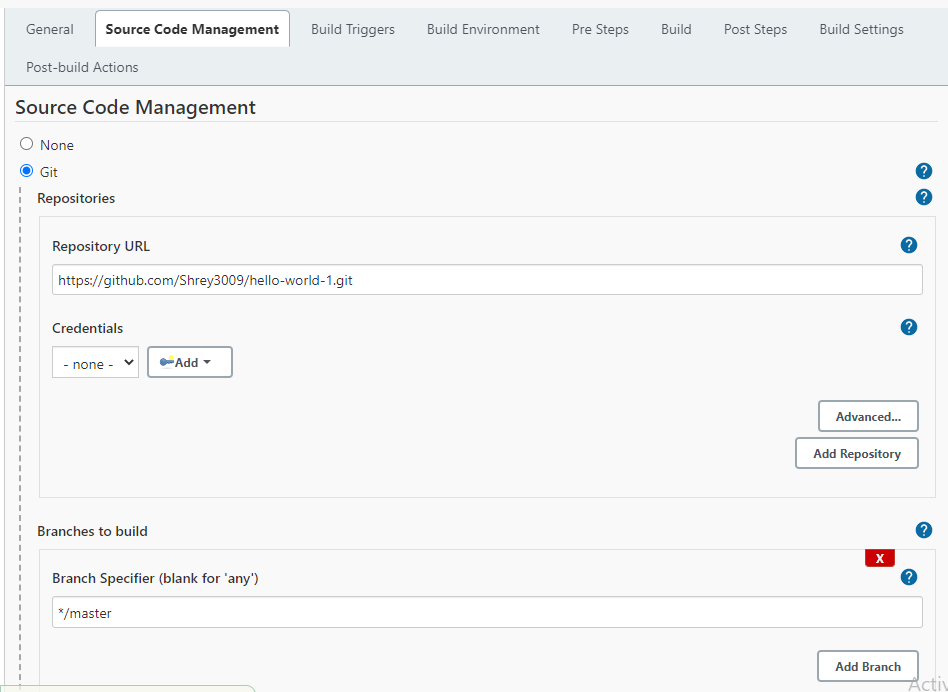 General Source Code Management Build Triggers Build Environment Pre Steps Build Post Steps Build Settings
Post-build Actions
Source Code Management
None
Git
?
Repositories
?
Repository URL
?
https://github.com/Shrey3009/hello-world-1.git
Credentials
?
- none -
Add
Advanced...
Add Repository
Branches to build
?
X
Branch Specifier (blank for 'any')
?
*/master
Add Branch